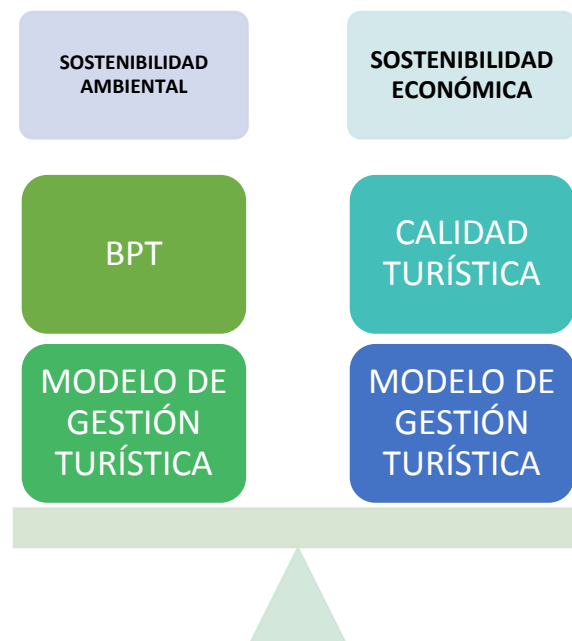 SOSTENIBILIDAD
AMBIENTAL
SOSTENIBILIDAD
ECONÓMICA
BPT
CALIDAD
TURÍSTICA
MODELO DE
GESTIÓN
TURÍSTICA
MODELO DE
GESTIÓN
TURÍSTICA